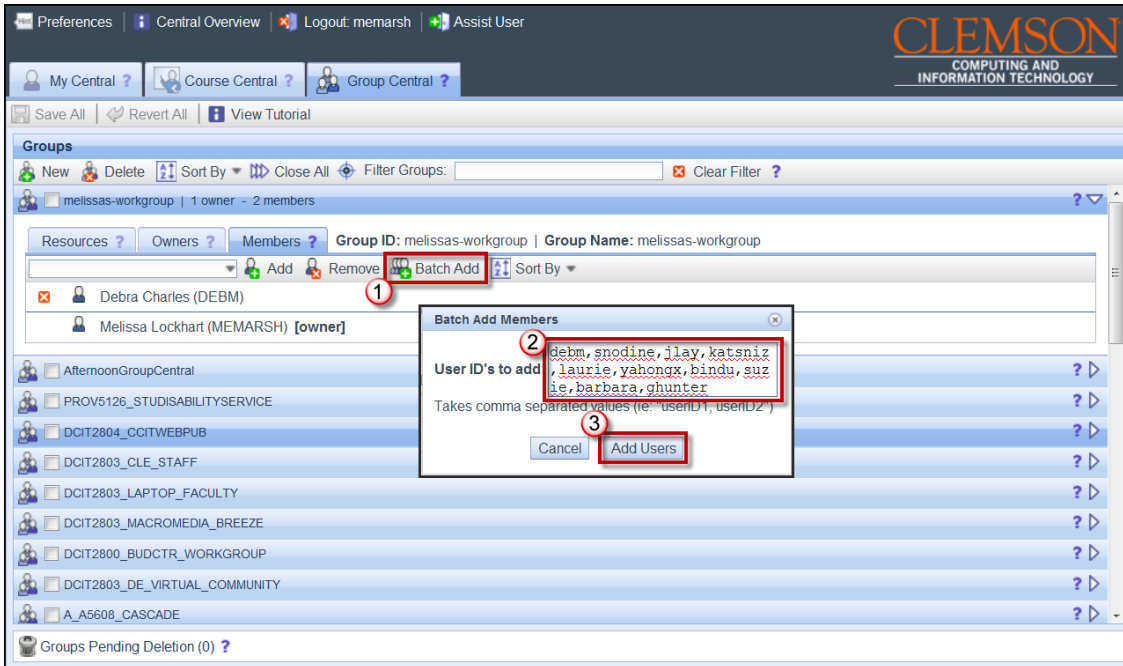 Hint Preferences | Central Overview | Logout: memarsh | Assist User
CLEMSON
COMPUTING AND
INFORMATION TECHNOLOGY
My Central ? Course Central ? Group Central ?
Save All | Revert All | View Tutorial
Groups
New Delete Sort By Close All Filter Groups: Clear Filter ?
melissas-workgroup | 1 owner - 2 members ?
Resources ? Owners ? Members ? Group ID: melissas-workgroup | Group Name: melissas-workgroup
Add Remove Batch Add Sort By
1
Debra Charles (DEBM)
Melissa Lockhart (MEMARSH) [owner]
Batch Add Members
2
User ID's to add
debm,snodine,jlay,katsniz
,laurie,yahongx,bindu,suz
ie,barbara,ghunter
Takes comma separated values (ie: "userID1, userID2")
3
Cancel Add Users
AfternoonGroupCentral ?
PROV5126_STUDISABILITYSERVICE ?
DCIT2804_CCITWEBPUB ?
DCIT2803_CLE_STAFF ?
DCIT2803_LAPTOP_FACULTY ?
DCIT2803_MACROMEDIA_BREEZE ?
DCIT2800_BUDCTR_WORKGROUP ?
DCIT2803_DE_VIRTUAL_COMMUNITY ?
A_A5608_CASCADE ?
Groups Pending Deletion (0) ?